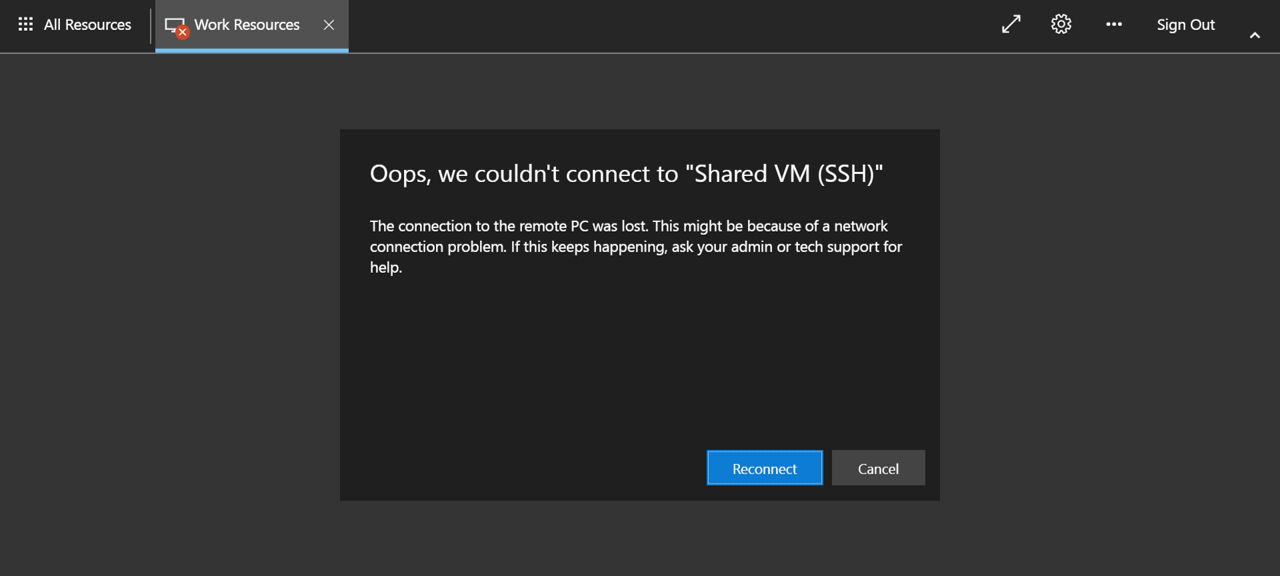 All Resources
Work Resources
Sign Out
Oops, we couldn't connect to "Shared VM (SSH)"
The connection to the remote PC was lost. This might be because of a network
connection problem. If this keeps happening, ask your admin or tech support for
help.
Reconnect
Cancel